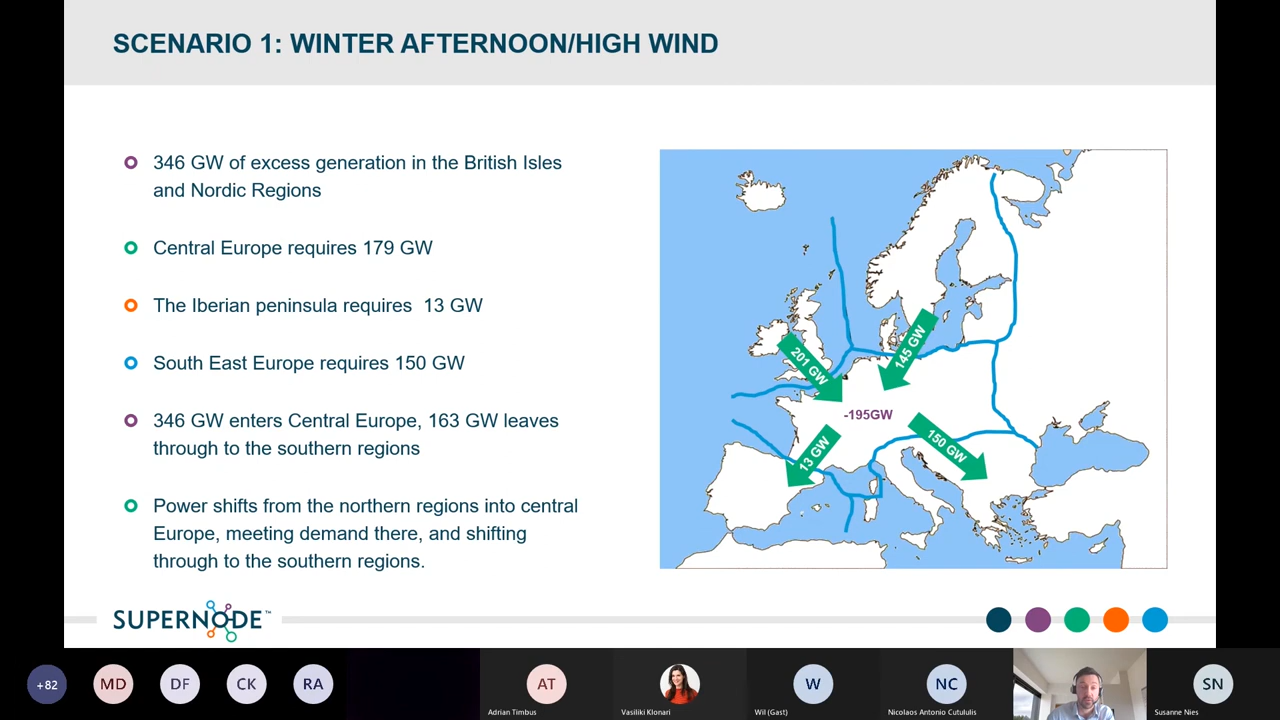 SCENARIO 1: WINTER AFTERNOON/HIGH WIND
346 GW of excess generation in the British Isles
and Nordic Regions
Central Europe requires 179 GW
The Iberian peninsula requires 13 GW
South East Europe requires 150 GW
346 GW enters Central Europe, 163 GW leaves
through to the southern regions
Power shifts from the northern regions into central
Europe, meeting demand there, and shifting
through to the southern regions.
201 GW
145 GW
-195GW
13 GW
150 GW
SUPERNODE™
+82
MD
DF
CK
RA
AT
Adrian Timbus
Vasiliki Klonari
W
Wil (Gast)
NC
Nicolaos Antonio Cutululis
SN
Susanne Nies